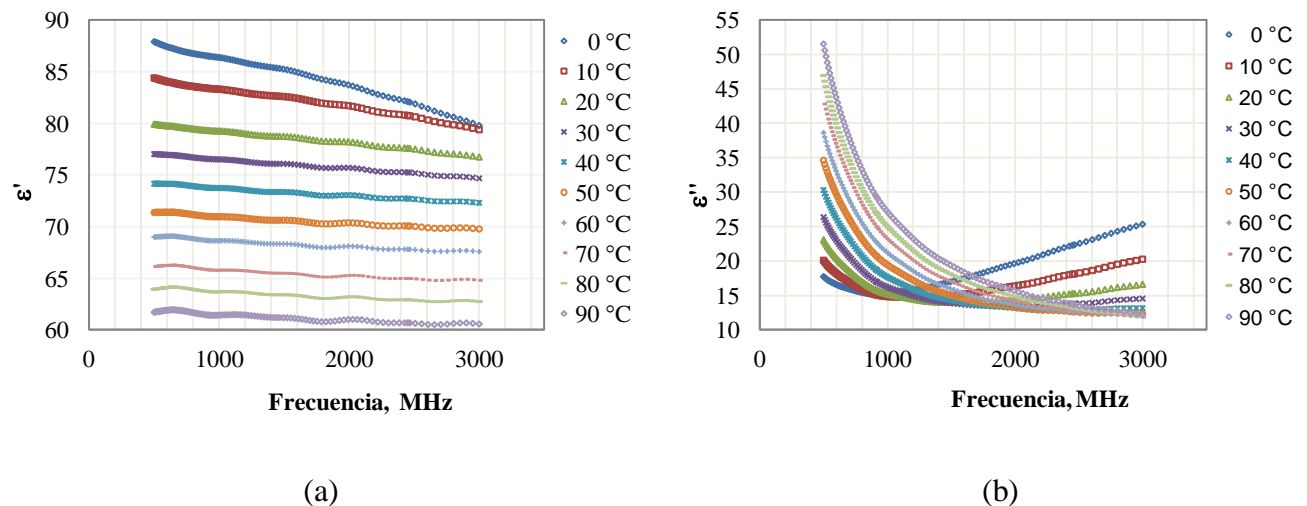 90
85
80
75
70
65
60
ε'
0
1000
2000
3000
Frecuencia, MHz
0 °C
10 °C
20 °C
30 °C
40 °C
50 °C
60 °C
70 °C
80 °C
90 °C
(a)
55
50
45
40
35
30
25
20
15
10
ε''
0
1000
2000
3000
Frecuencia, MHz
0 °C
10 °C
20 °C
30 °C
40 °C
50 °C
60 °C
70 °C
80 °C
90 °C
(b)